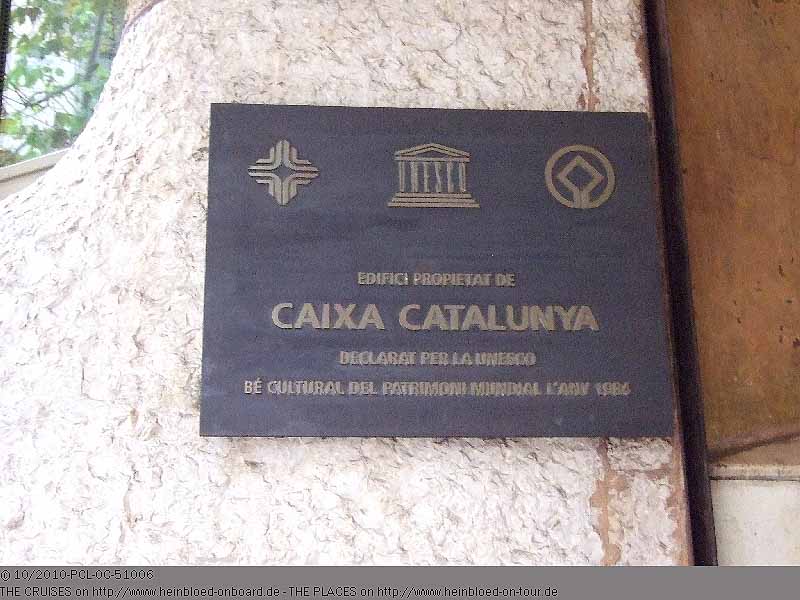 UNESCO
EDIFICI PROPIETAT DE
CAIXA CATALUNYA
DECLARAT PER LA UNESCO
BÉ CULTURAL DEL PATRIMONI MUNDIAL L'ANY 1984
© 10/2010-PCL-OC-51006
THE CRUISES on http://www.heinbloed-onboard.de - THE PLACES on http://www.heinbloed-on-tour.de